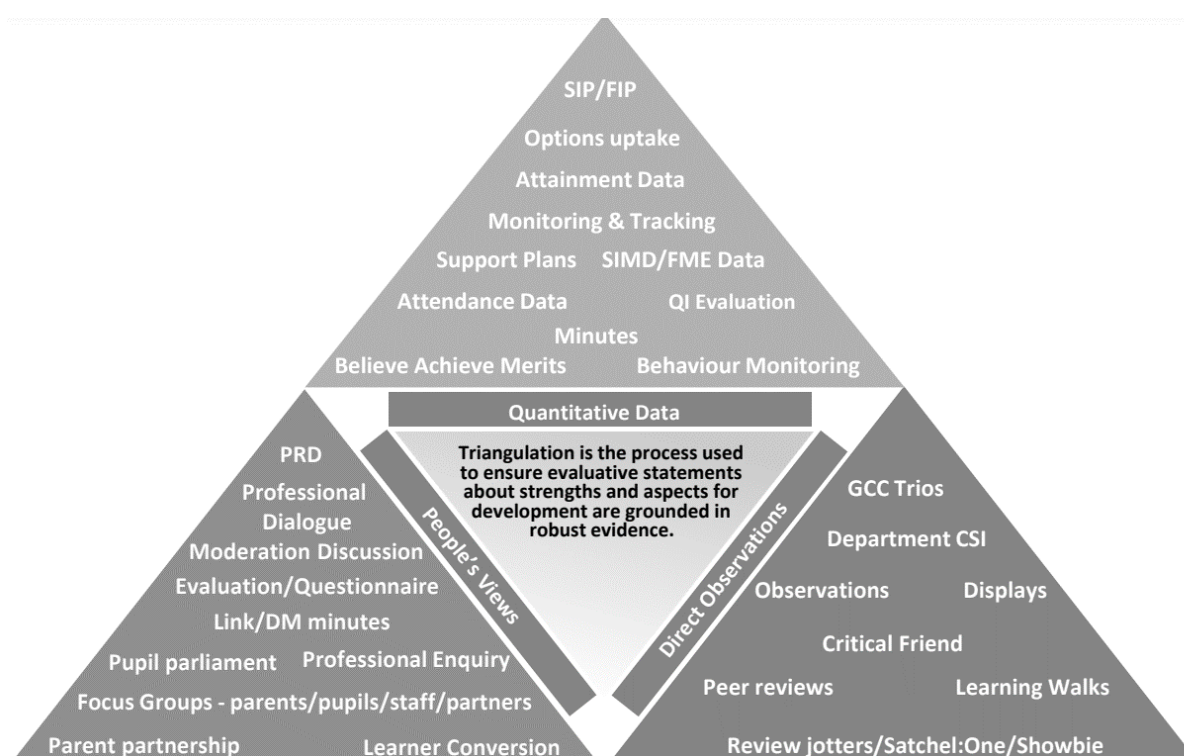 SIP/FIP
Options uptake
Attainment Data
Monitoring & Tracking
Support Plans SIMD/FME Data
Attendance Data QI Evaluation
Minutes
Believe Achieve Merits Behaviour Monitoring
Quantitative Data
Triangulation is the process used
to ensure evaluative statements
about strengths and aspects for
development are grounded in
robust evidence.
People's Views
Direct Observations
PRD
Professional
Dialogue
Moderation Discussion
Evaluation/Questionnaire
Link/DM minutes
Pupil parliament Professional Enquiry
Focus Groups - parents/pupils/staff/partners
Parent partnership Learner Conversion
GCC Trios
Department CSI
Observations Displays
Critical Friend
Peer reviews Learning Walks
Review jotters/Satchel:One/Showbie